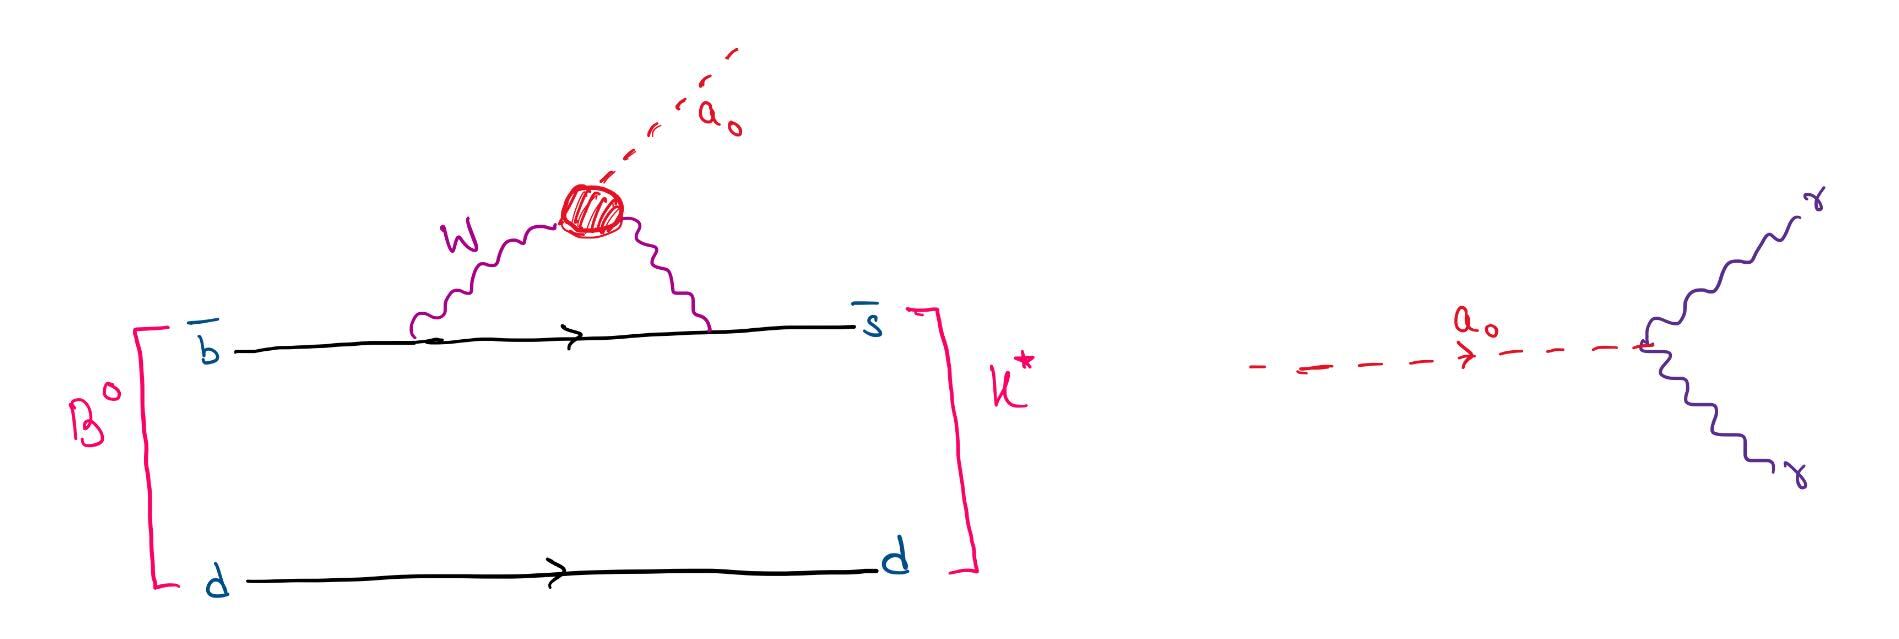 a₀
W
b̅
s̅
B⁰
K*
d
d
a₀
γ
γ